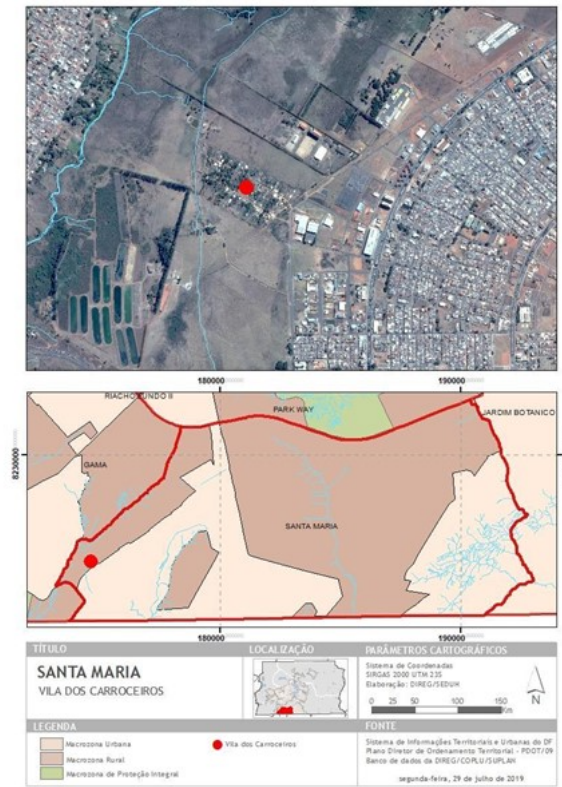 180000
190000
RIACHO FUNDO II
PARK WAY
JARDIM BOTANICO
8230000
GAMA
SANTA MARIA
180000
190000
TÍTULO
SANTA MARIA
VILA DOS CARROCEIROS
LOCALIZAÇÃO
PARÂMETROS CARTOGRÁFICOS
Sistema de Coordenadas
SIRGAS 2000 UTM 23S
Elaboração: DIREG/SEDUH
0 25 50 100 150
Km
N
LEGENDA
Macrozona Urbana
Macrozona Rural
Macrozona de Proteção Integral
Vila dos Carroceiros
FONTE
Sistema de Informações Territoriais e Urbanas do DF
Plano Diretor de Ordenamento Territorial - PDOT/09
Banco de dados da DIREG/COPLU/SUPLAN
segunda-feira, 29 de julho de 2019